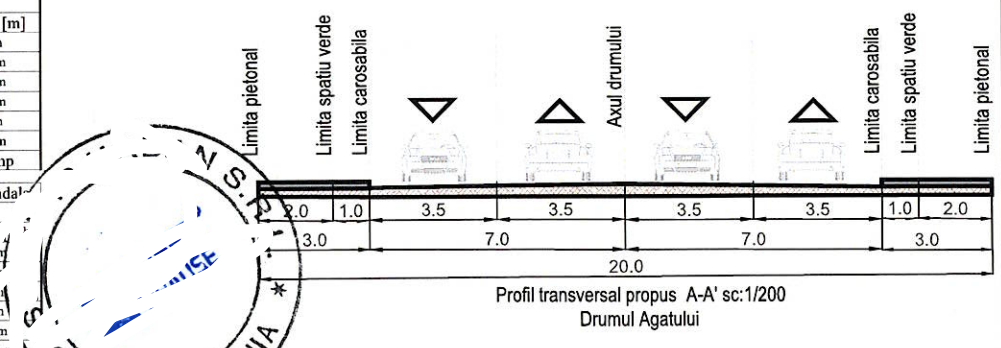 [m]
Limita pietonal
Limita spatiu verde
Limita carosabila
Axul drumului
Limita carosabila
Limita spatiu verde
Limita pietonal
2.0 1.0 3.5 3.5 3.5 3.5 1.0 2.0
3.0 7.0 7.0 3.0
20.0
Profil transversal propus A-A' sc:1/200
Drumul Agatului